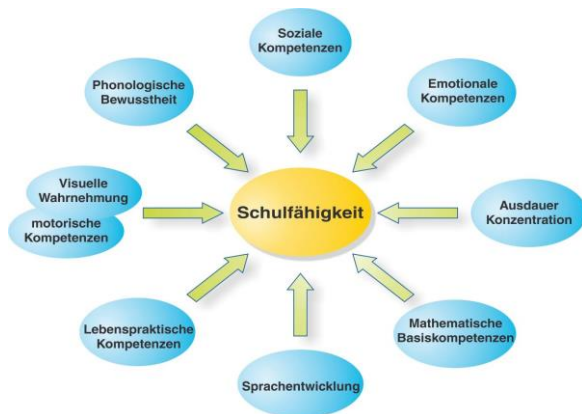 Soziale
Kompetenzen
Emotionale
Kompetenzen
Phonologische
Bewusstheit
Visuelle
Wahrnehmung
motorische
Kompetenzen
Schulfähigkeit
Ausdauer
Konzentration
Lebenspraktische
Kompetenzen
Mathematische
Basiskompetenzen
Sprachentwicklung